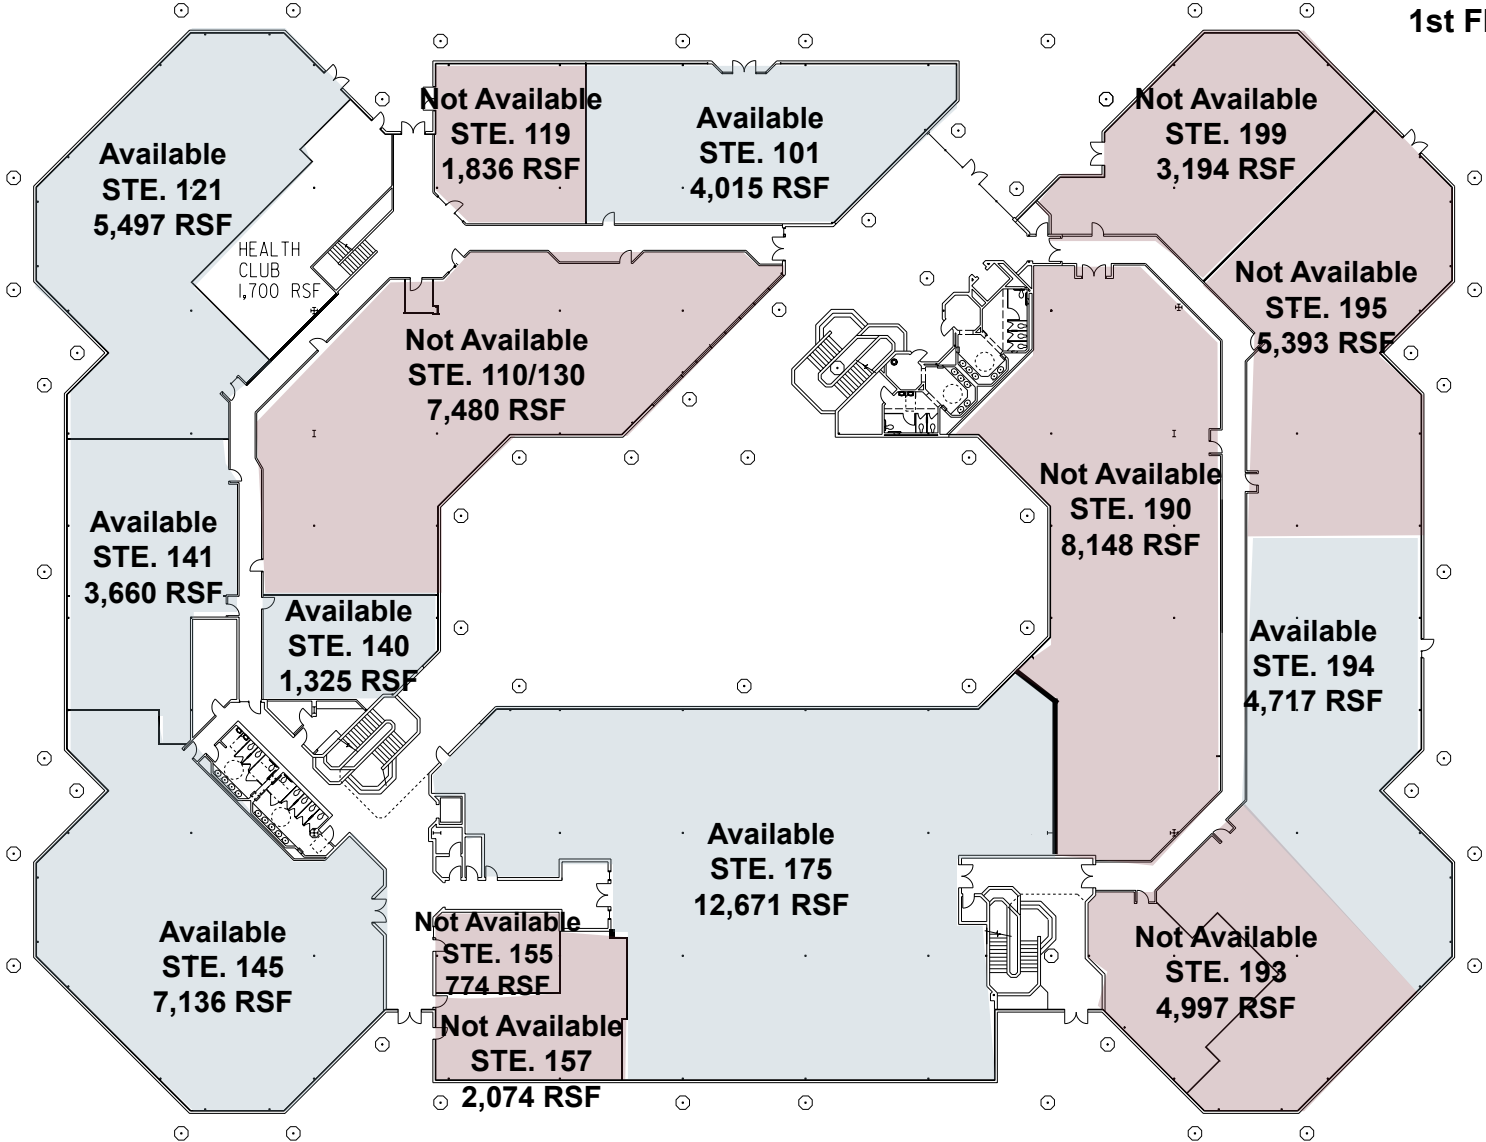 1st Fl
Not Available
STE. 119
1,836 RSF
Available
STE. 101
4,015 RSF
Not Available
STE. 199
3,194 RSF
Available
STE. 121
5,497 RSF
HEALTH
CLUB
1,700 RSF
Not Available
STE. 195
5,393 RSF
Not Available
STE. 110/130
7,480 RSF
Not Available
STE. 190
8,148 RSF
Available
STE. 141
3,660 RSF
Available
STE. 140
1,325 RSF
Available
STE. 194
4,717 RSF
Available
STE. 175
12,671 RSF
Available
STE. 145
7,136 RSF
Not Available
STE. 155
774 RSF
Not Available
STE. 193
4,997 RSF
Not Available
STE. 157
2,074 RSF